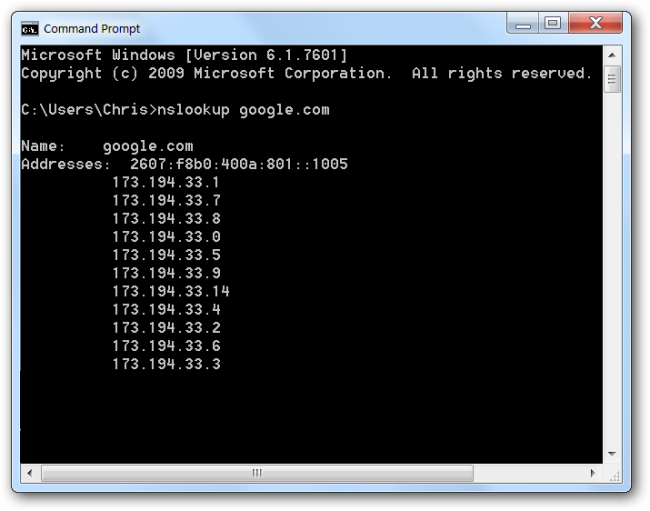 Command Prompt
Microsoft Windows [Version 6.1.7601]
Copyright (c) 2009 Microsoft Corporation.  All rights reserved.
C:\Users\Chris>nslookup google.com
Name:    google.com
Addresses:  2607:f8b0:400a:801::1005
173.194.33.1
173.194.33.7
173.194.33.8
173.194.33.0
173.194.33.5
173.194.33.9
173.194.33.14
173.194.33.4
173.194.33.2
173.194.33.6
173.194.33.3